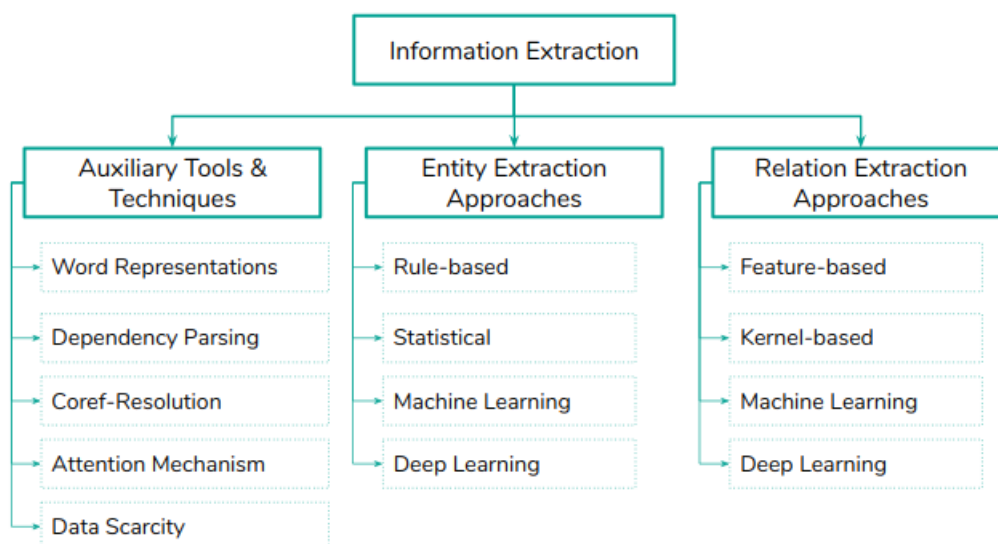 Information Extraction
Auxiliary Tools &
Techniques
Word Representations
Dependency Parsing
Coref-Resolution
Attention Mechanism
Data Scarcity
Entity Extraction
Approaches
Rule-based
Statistical
Machine Learning
Deep Learning
Relation Extraction
Approaches
Feature-based
Kernel-based
Machine Learning
Deep Learning